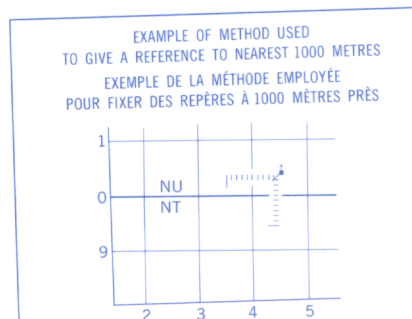 EXAMPLE OF METHOD USED
TO GIVE A REFERENCE TO NEAREST 1000 METRES
EXEMPLE DE LA MÉTHODE EMPLOYÉE
POUR FIXER DES REPÈRES À 1000 MÈTRES PRÈS
1
NU
0
NT
9
2 3 4 5